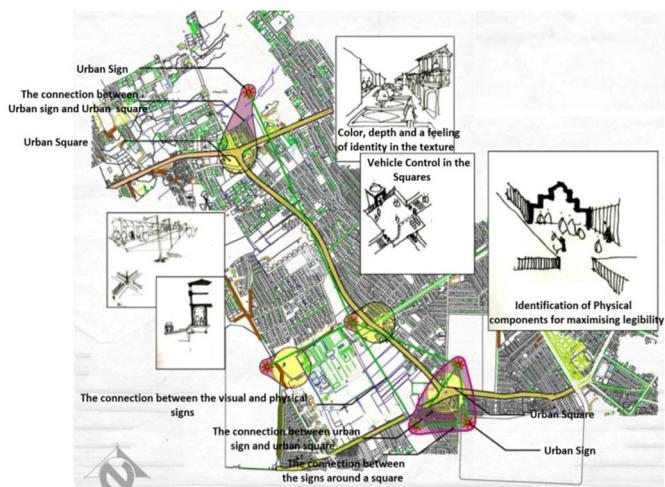 Urban Sign
The connection between
Urban sign and Urban square
Urban Square
Color, depth and a feeling
of identity in the texture
Vehicle Control in the
Squares
Identification of Physical
components for maximising legibility
The connection between the visual and physical
signs
The connection between urban
sign and urban square
The connection between
the signs around a square
Urban Square
Urban Sign